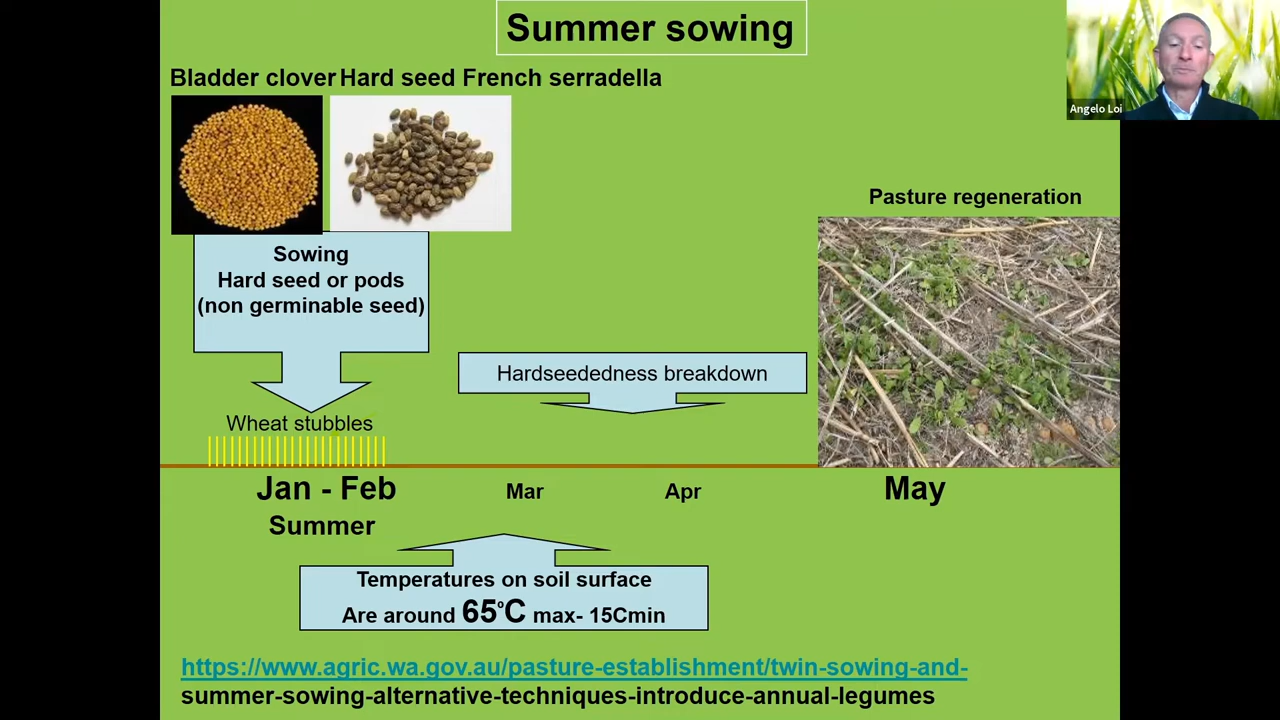 Summer sowing
Angelo Loi
Bladder clover Hard seed French serradella
Pasture regeneration
Sowing
Hard seed or pods
(non germinable seed)
Hardseededness breakdown
Wheat stubbles
Jan - Feb Mar Apr May
Summer
Temperatures on soil surface
Are around 65°C max- 15Cmin
https://www.agric.wa.gov.au/pasture-establishment/twin-sowing-and-
summer-sowing-alternative-techniques-introduce-annual-legumes